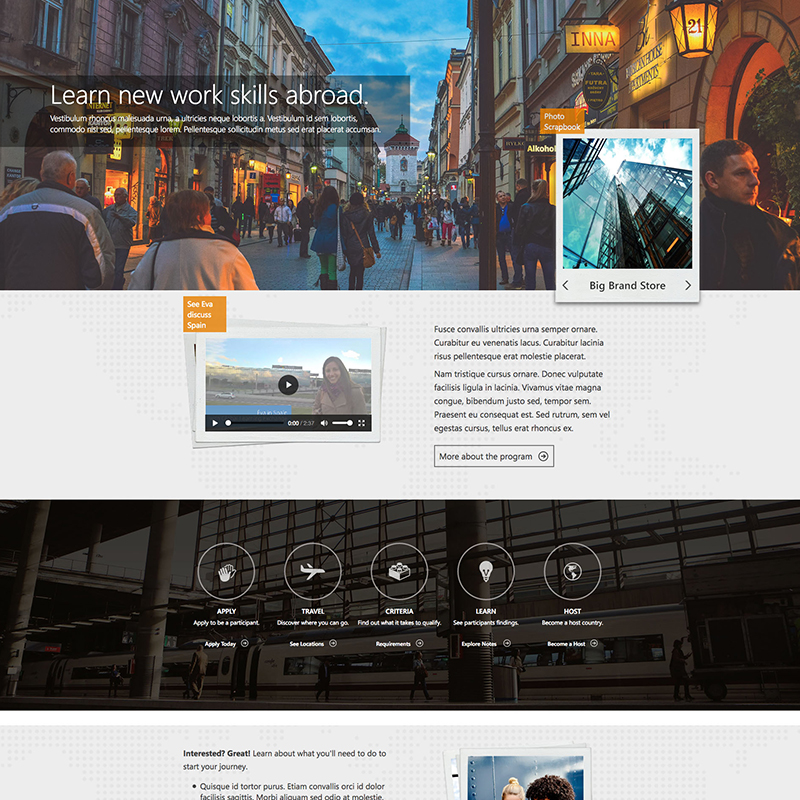 INNA
21
Learn new work skills abroad.
Vestibulum rhoncus malesuada urna, a ultricies neque lobortis a. Vestibulum id sem lobortis,
commodo nisi sed, pellentesque lorem. Pellentesque sollicitudin metus sed erat placerat accumsan.
Photo
Scrapbook
Alkohol
Big Brand Store
See Eva
discuss
Spain
0:00 / 2:37
Fusce convallis ultricies urna semper ornare.
Curabitur eu venenatis lacus. Curabitur lacinia
risus pellentesque erat molestie placerat.
Nam tristique cursus ornare. Donec vulputate
facilisis ligula in lacinia. Vivamus vitae magna
congue, bibendum justo sed, tempor sem.
Praesent eu consequat est. Sed rutrum, sem vel
egestas cursus, tellus erat rhoncus ex.
More about the program
APPLY
Apply to be a participant.
Apply Today
TRAVEL
Discover where you can go.
See Locations
CRITERIA
Find out what it takes to qualify.
Requirements
LEARN
See participants findings.
Explore Notes
HOST
Become a host country.
Become a Host
Interested? Great! Learn about what you'll need to do to
start your journey.
• Quisque id tortor purus. Etiam convallis orci id dolor
facilisis sagittis. Morbi aliquam sed odio at molestie.